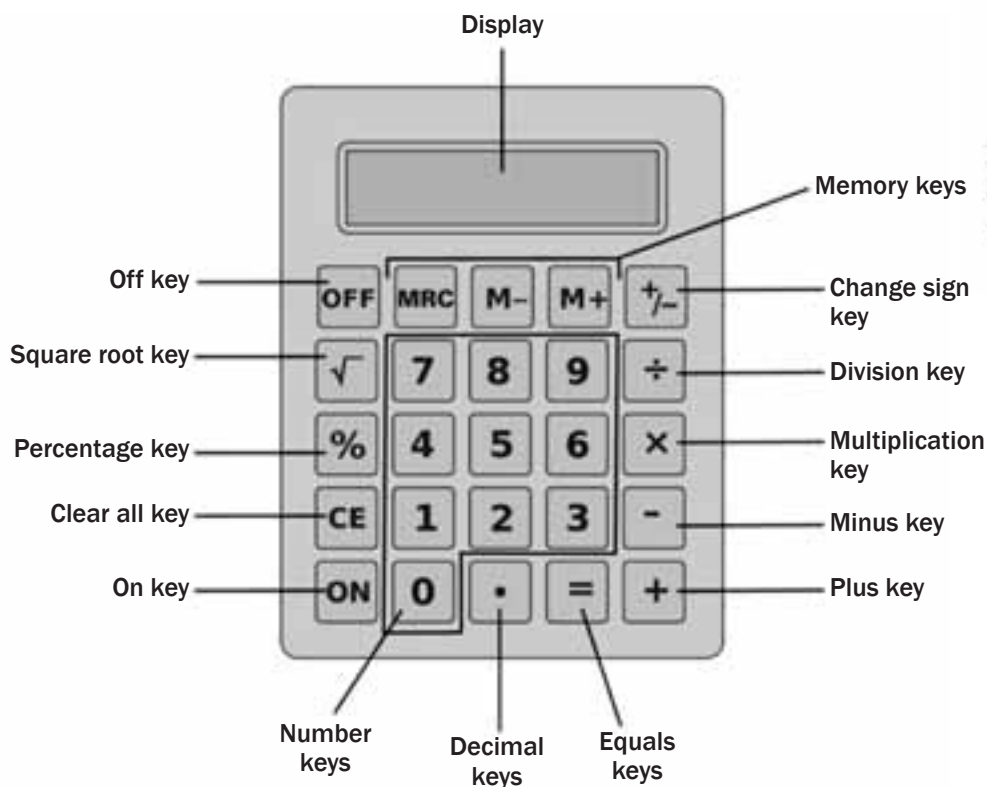 Display
Memory keys
Off key
OFF
MRC
M−
M+
+/−
Change sign
key
Square root key
√
7
8
9
÷
Division key
Percentage key
%
4
5
6
×
Multiplication
key
Clear all key
CE
1
2
3
-
Minus key
On key
ON
0
.
=
+
Plus key
Number
keys
Decimal
keys
Equals
keys